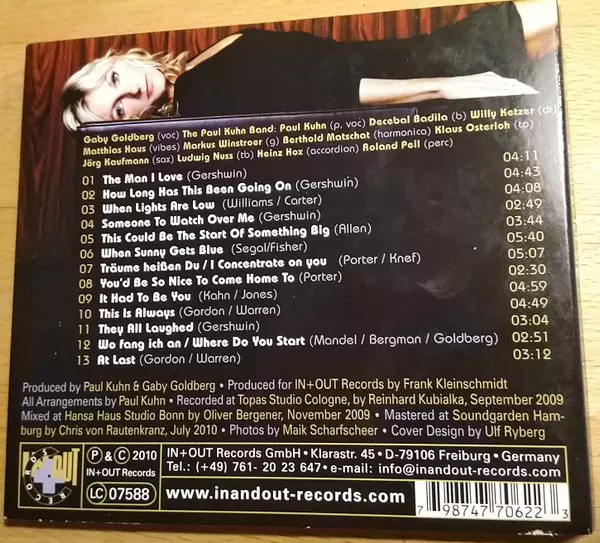 Gaby Goldberg (voc) The Paul Kuhn Band: Paul Kuhn (p, voc) Decebal Badila (b) Willy Ketzer (dr)
Matthias Haus (vibes) Markus Winstroer (g) Berthold Matschat (harmonica) Klaus Osterloh (tp)
Jörg Kaufmann (sax) Ludwig Nuss (tb) Heinz Hox (accordion) Roland Peil (perc)
01 The Man I Love (Gershwin) 04:11
02 How Long Has This Been Going On (Gershwin) 04:43
03 When Lights Are Low (Williams / Carter) 04:08
04 Someone To Watch Over Me (Gershwin) 02:49
05 This Could Be The Start Of Something Big (Allen) 03:44
06 When Sunny Gets Blue (Segal/Fisher) 05:40
07 Träume heißen Du / I Concentrate on you (Porter / Knef) 05:07
08 You'd Be So Nice To Come Home To (Porter) 02:30
09 It Had To Be You (Kahn / Jones) 04:59
10 This Is Always (Gordon / Warren) 04:49
11 They All Laughed (Gershwin) 03:04
12 Wo fang ich an / Where Do You Start (Mandel / Bergman / Goldberg) 02:51
13 At Last (Gordon / Warren) 03:12
Produced by Paul Kuhn & Gaby Goldberg • Produced for IN+OUT Records by Frank Kleinschmidt
All Arrangements by Paul Kuhn • Recorded at Topas Studio Cologne, by Reinhard Kubialka, September 2009
Mixed at Hansa Haus Studio Bonn by Oliver Bergener, November 2009 • Mastered at Soundgarden Ham-
burg by Chris von Rautenkranz, July 2010 • Photos by Maik Scharfscheer • Cover Design by Ulf Ryberg
IN+OUT
RECORDS
℗ & © 2010
IN+OUT Records
LC 07588
IN+OUT Records GmbH • Klarastr. 45 • D-79106 Freiburg • Germany
Tel.: (+49) 761- 20 23 647 • e-mail: info@inandout-records.com
www.inandout-records.com
7 98747 70622 3